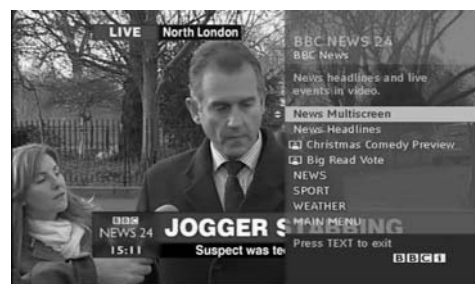 LIVE North London
BBC NEWS 24
BBC News
News headlines and live
events in video.
News Multiscreen
News Headlines
Christmas Comedy Preview
Big Read Vote
NEWS
SPORT
WEATHER
MAIN MENU
Press TEXT to exit
BBCi
BBC
NEWS 24
15:11
JOGGER STABBING
Suspect was